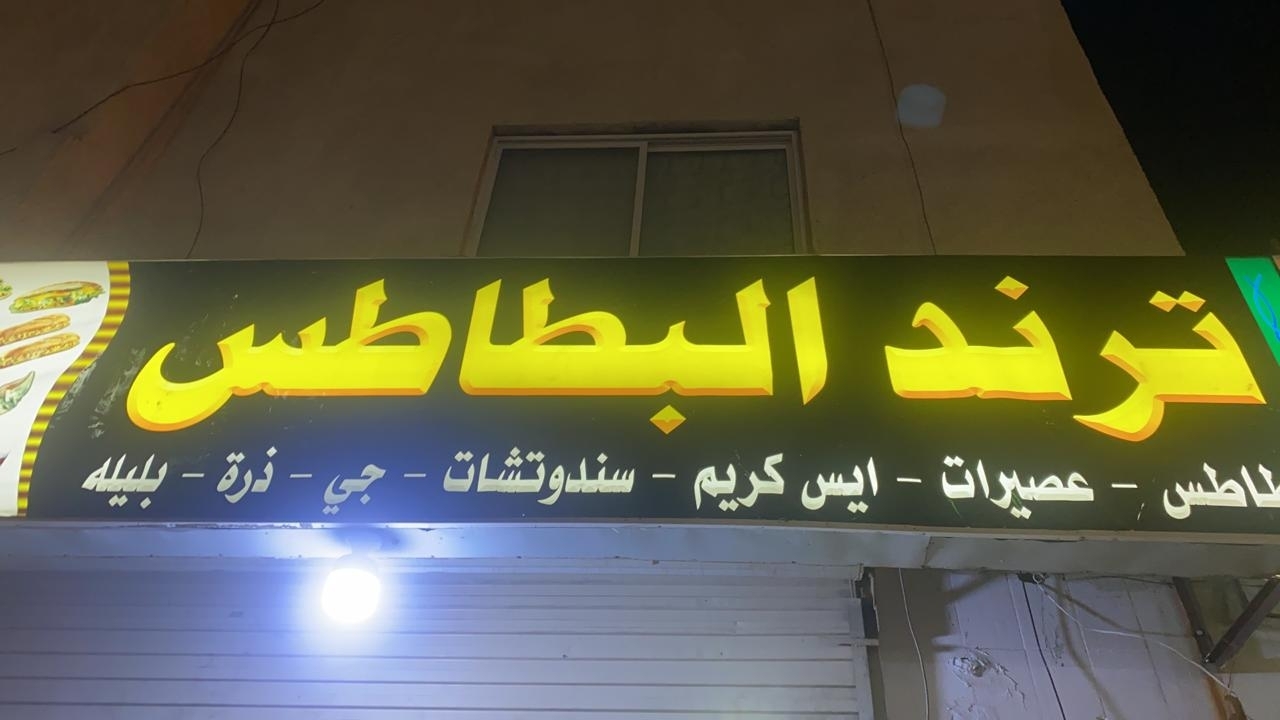 ترند البطاطس
طاطس - عصيرات - ايس كريم - سندوتشات - جي - ذرة - بليله